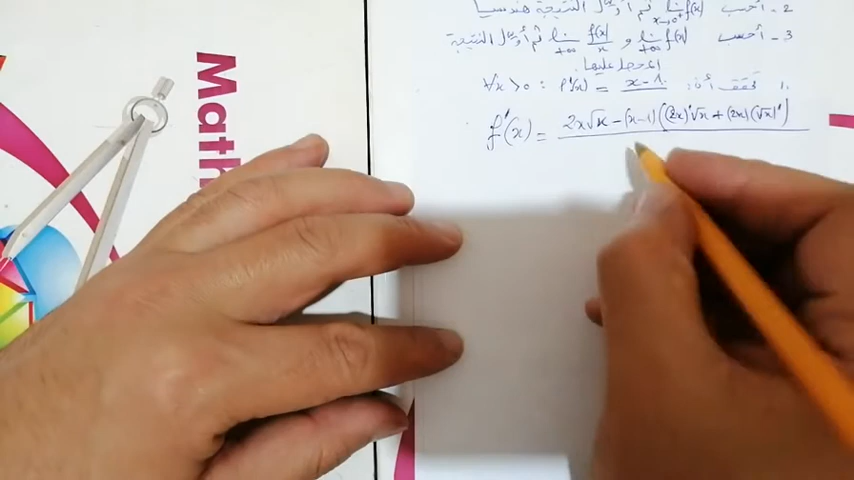 2 - أحسب lim f(x) x→0⁺ ثم أول النتيجة هندسيا
3 - أحسب lim f(x) +∞ و lim f(x)/x +∞ ثم أول النتيجة
المحصل عليها.
1. تحقق أن: ∀x > 0 : f'(x) = x-1
f'(x) = 2x√x - (x-1)((2x)'√x + (2x)(√x)')
Math